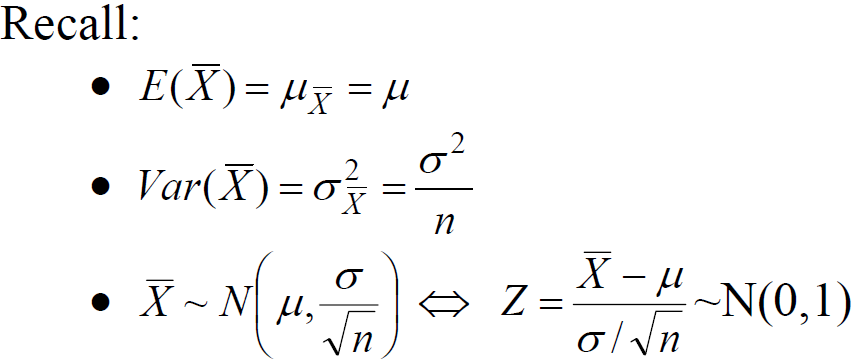 Recall:
• E(X̅) = μ_X̅ = μ
• Var(X̅) = σ²_X̅ = σ²/n
• X̅ ~ N(μ, σ/√n) ⇔ Z = (X̅ − μ)/(σ/√n) ~N(0,1)